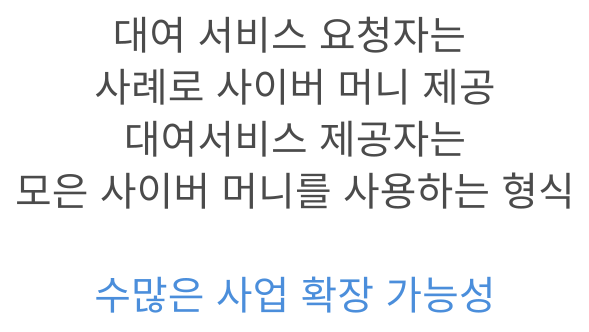 대여 서비스 요청자는
사례로 사이버 머니 제공
대여서비스 제공자는
모은 사이버 머니를 사용하는 형식
수많은 사업 확장 가능성